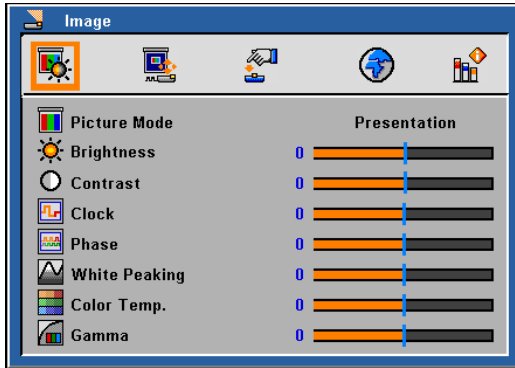 Image
Picture Mode Presentation
Brightness 0
Contrast 0
Clock 0
Phase 0
White Peaking 0
Color Temp. 0
Gamma 0